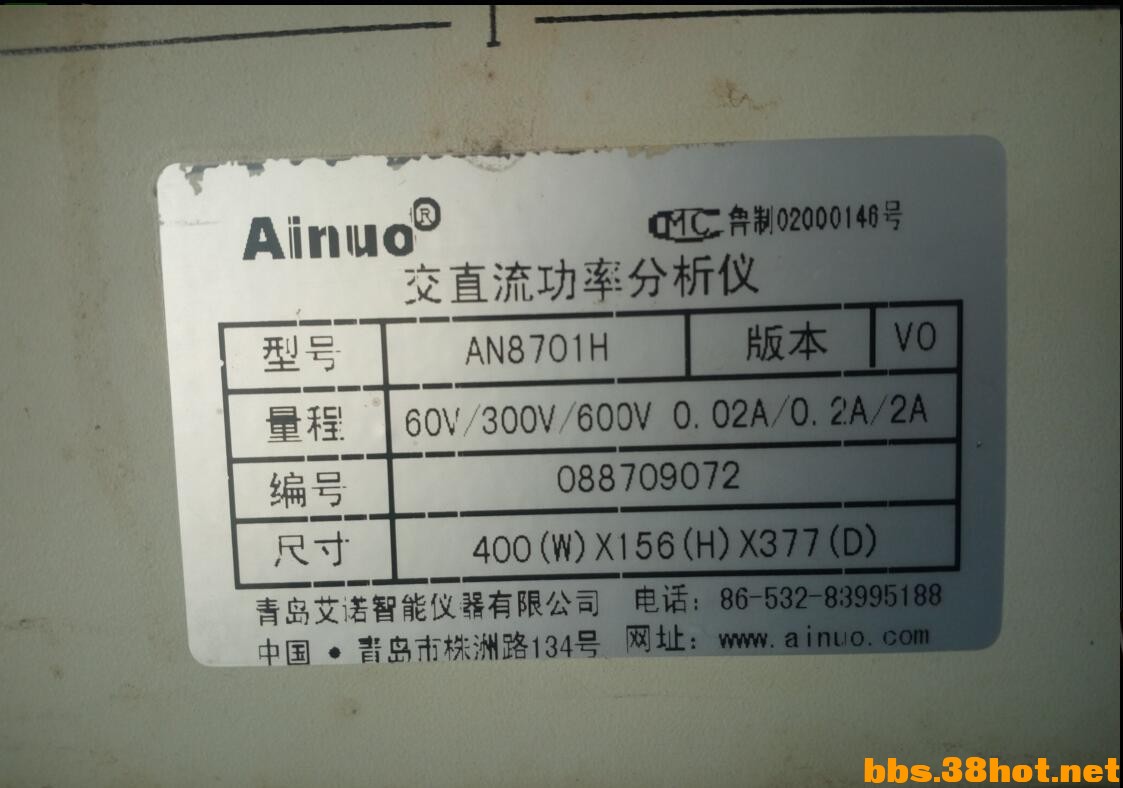 Ainuo® CMC 鲁制02000146号
交直流功率分析仪
型号 AN8701H 版本 V0
量程 60V/300V/600V 0.02A/0.2A/2A
编号 088709072
尺寸 400(W)X156(H)X377(D)
青岛艾诺智能仪器有限公司 电话: 86-532-83995188
中国 • 青岛市株洲路134号 网址: www.ainuo.com
bbs.38hot.net